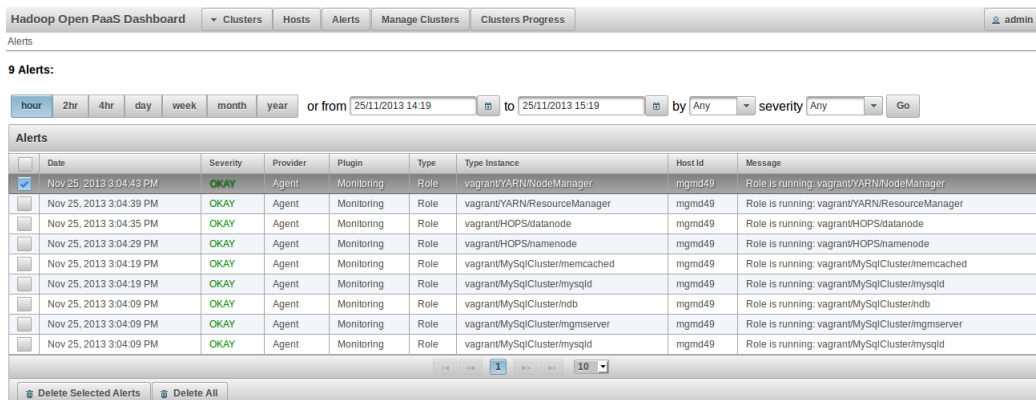 Hadoop Open PaaS Dashboard Clusters Hosts Alerts Manage Clusters Clusters Progress admin
Alerts
9 Alerts:
hour 2hr 4hr day week month year or from 25/11/2013 14:19 to 25/11/2013 15:19 by Any severity Any Go
Alerts
Date Severity Provider Plugin Type Type Instance Host Id Message
Nov 25, 2013 3:04:43 PM OKAY Agent Monitoring Role vagrant/YARN/NodeManager mgmd49 Role is running: vagrant/YARN/NodeManager
Nov 25, 2013 3:04:39 PM OKAY Agent Monitoring Role vagrant/YARN/ResourceManager mgmd49 Role is running: vagrant/YARN/ResourceManager
Nov 25, 2013 3:04:35 PM OKAY Agent Monitoring Role vagrant/HOPS/datanode mgmd49 Role is running: vagrant/HOPS/datanode
Nov 25, 2013 3:04:29 PM OKAY Agent Monitoring Role vagrant/HOPS/namenode mgmd49 Role is running: vagrant/HOPS/namenode
Nov 25, 2013 3:04:19 PM OKAY Agent Monitoring Role vagrant/MySqlCluster/memcached mgmd49 Role is running: vagrant/MySqlCluster/memcached
Nov 25, 2013 3:04:19 PM OKAY Agent Monitoring Role vagrant/MySqlCluster/mysqld mgmd49 Role is running: vagrant/MySqlCluster/mysqld
Nov 25, 2013 3:04:09 PM OKAY Agent Monitoring Role vagrant/MySqlCluster/ndb mgmd49 Role is running: vagrant/MySqlCluster/ndb
Nov 25, 2013 3:04:09 PM OKAY Agent Monitoring Role vagrant/MySqlCluster/mgmserver mgmd49 Role is running: vagrant/MySqlCluster/mgmserver
Nov 25, 2013 3:04:09 PM OKAY Agent Monitoring Role vagrant/MySqlCluster/mysqld mgmd49 Role is running: vagrant/MySqlCluster/mysqld
1 10
Delete Selected Alerts Delete All